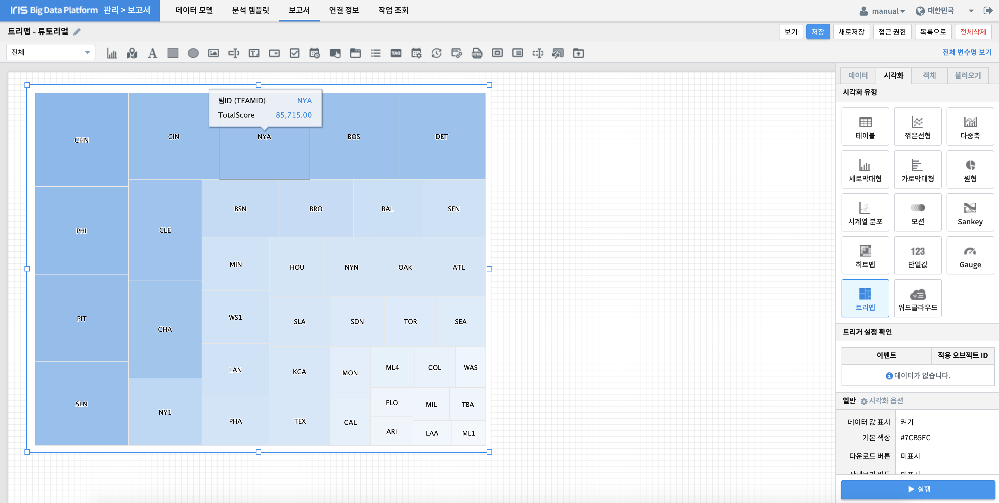 IRIS Big Data Platform 관리 > 보고서
데이터 모델 분석 템플릿 보고서 연결 정보 작업 조회
manual 대한민국
트리맵 - 튜토리얼
보기 저장 새로저장 접근 권한 목록으로 전체삭제
전체
A T TAG URL HTML
전체 변수명 보기
팀ID (TEAMID) NYA
TotalScore 85,715.00
CHN CIN NYA BOS DET
PHI CLE BSN BRO BAL SFN
MIN HOU NYN OAK ATL
PIT CHA WS1 SLA SDN TOR SEA
LAN KCA MON ML4 COL WAS
SLN NY1 PHA TEX CAL FLO MIL TBA
ARI LAA ML1
데이터 시각화 객체 불러오기
시각화 유형
테이블 꺾은선형 다중축
세로막대형 가로막대형 원형
시계열 분포 모션 Sankey
123
히트맵 단일값 Gauge
W
트리맵 워드클라우드
트리거 설정 확인
이벤트 적용 오브젝트 ID
데이터가 없습니다.
일반 시각화 옵션
데이터 값 표시 켜기
기본 색상 #7CB5EC
다운로드 버튼 미표시
실행